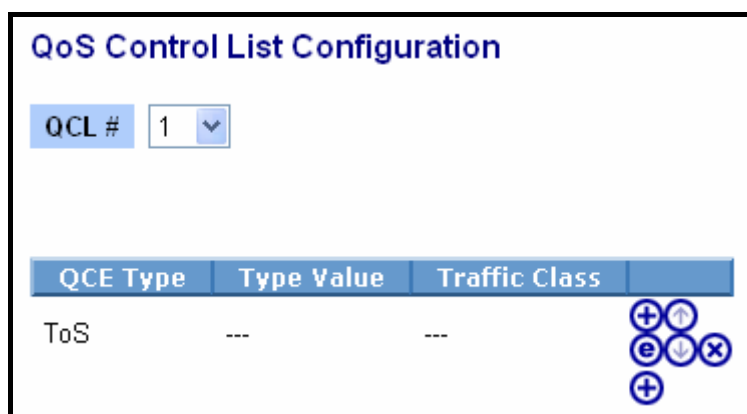 QoS Control List Configuration
QCL # 1
QCE Type Type Value Traffic Class
ToS --- ---